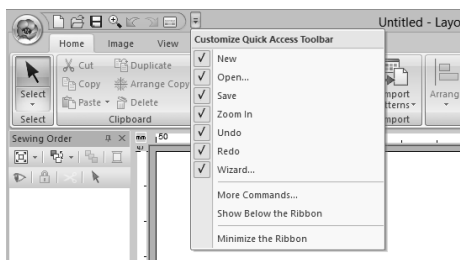 Untitled - Layo
Customize Quick Access Toolbar
Home Image View
New
Open...
Save
Zoom In
Undo
Redo
Wizard...
More Commands...
Show Below the Ribbon
Minimize the Ribbon
Select
Cut Duplicate
Copy Arrange Copy
Paste Delete
Select Clipboard
mport
tterns
Arrang
mport
Sewing Order
mm
50